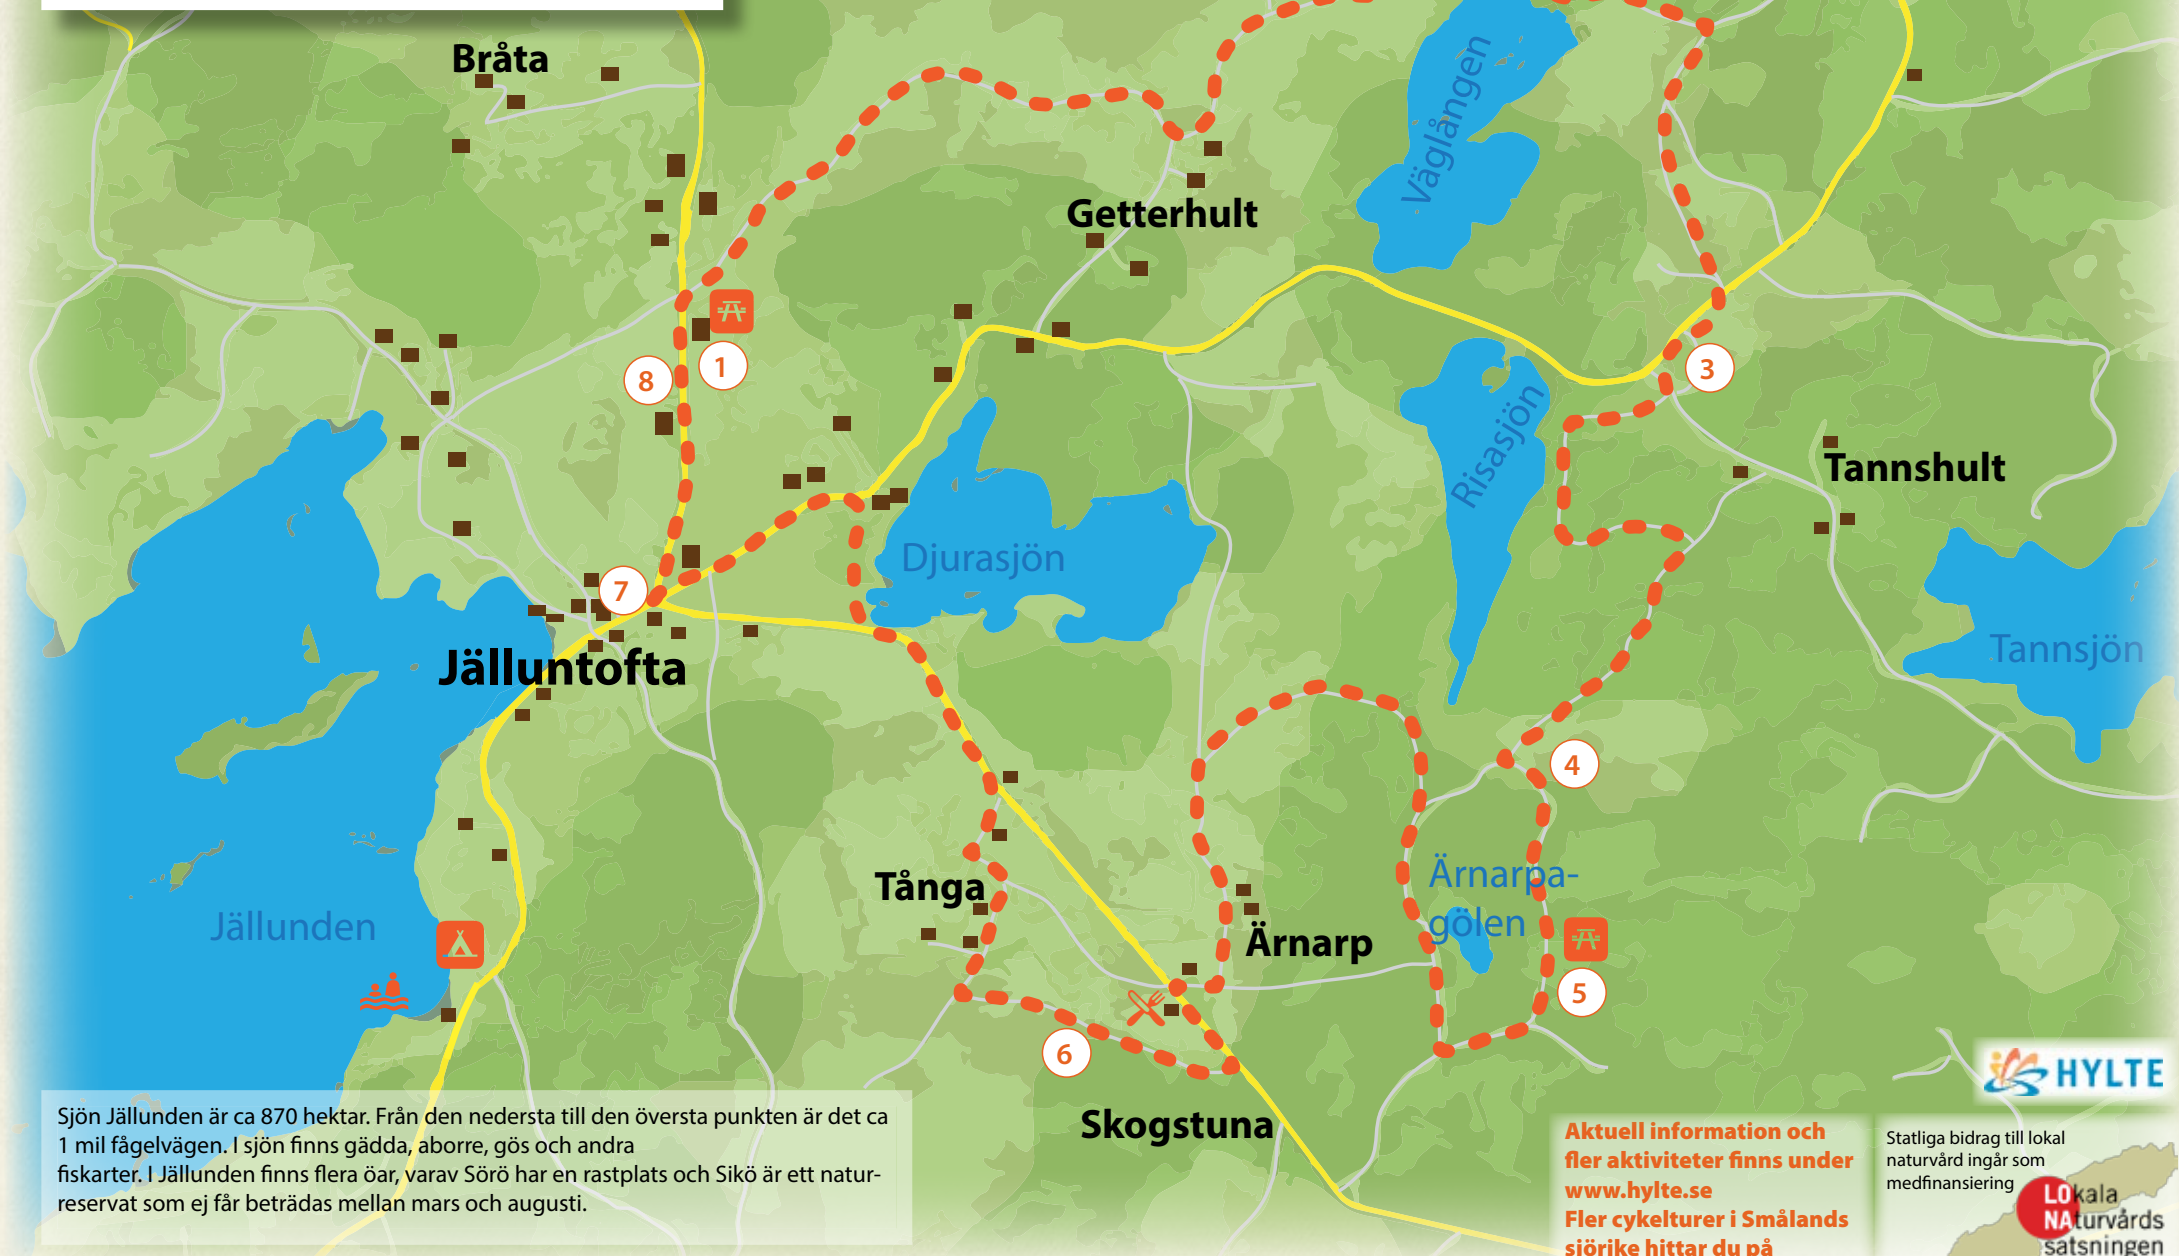 Bråta
Väglången
Getterhult
8
1
3
Risasjön
Tannshult
Djurasjön
7
Tannsjön
Jälluntofta
4
Ärnarpa-
gölen
Tånga
Jällunden
Ärnarp
5
6
HYLTE
Skogstuna
Sjön Jällunden är ca 870 hektar. Från den nedersta till den översta punkten är det ca
1 mil fågelvägen. I sjön finns gädda, aborre, gös och andra
fiskarter. I Jällunden finns flera öar, varav Sörö har en rastplats och Sikö är ett natur-
reservat som ej får beträdas mellan mars och augusti.
Aktuell information och
fler aktiviteter finns under
www.hylte.se
Fler cykelturer i Smålands
sjörike hittar du på
Statliga bidrag till lokal
naturvård ingår som
medfinansiering
LOkala
NAturvårds
satsningen